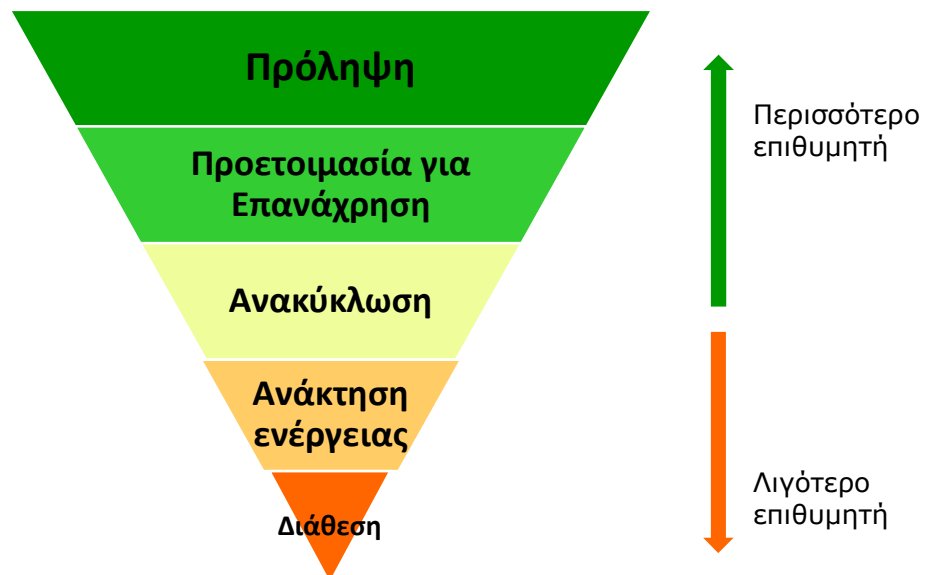 Πρόληψη
Προετοιμασία για
Επανάχρηση
Ανακύκλωση
Ανάκτηση
ενέργειας
Διάθεση
Περισσότερο
επιθυμητή
Λιγότερο
επιθυμητή